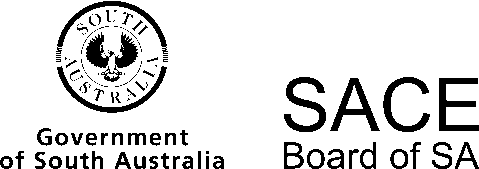 SOUTH
AUSTRALIA
Government
of South Australia
SACE
Board of SA